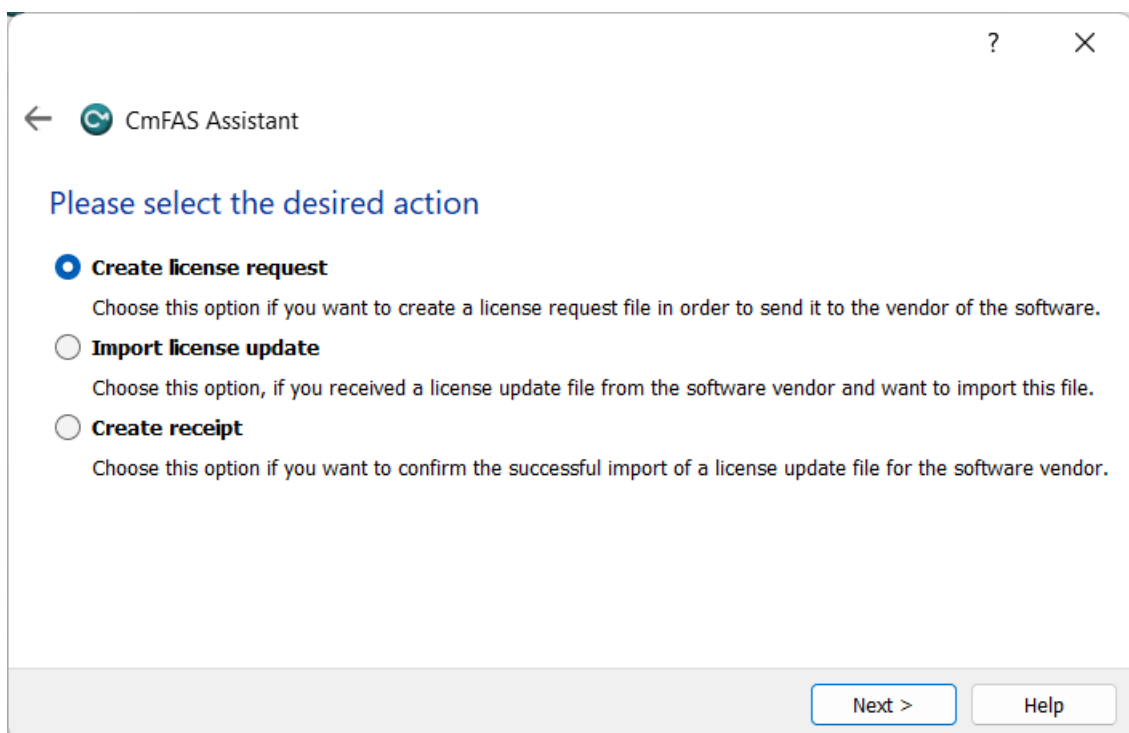 ?
CmFAS Assistant
Please select the desired action
Create license request
Choose this option if you want to create a license request file in order to send it to the vendor of the software.
Import license update
Choose this option, if you received a license update file from the software vendor and want to import this file.
Create receipt
Choose this option if you want to confirm the successful import of a license update file for the software vendor.
Next >
Help